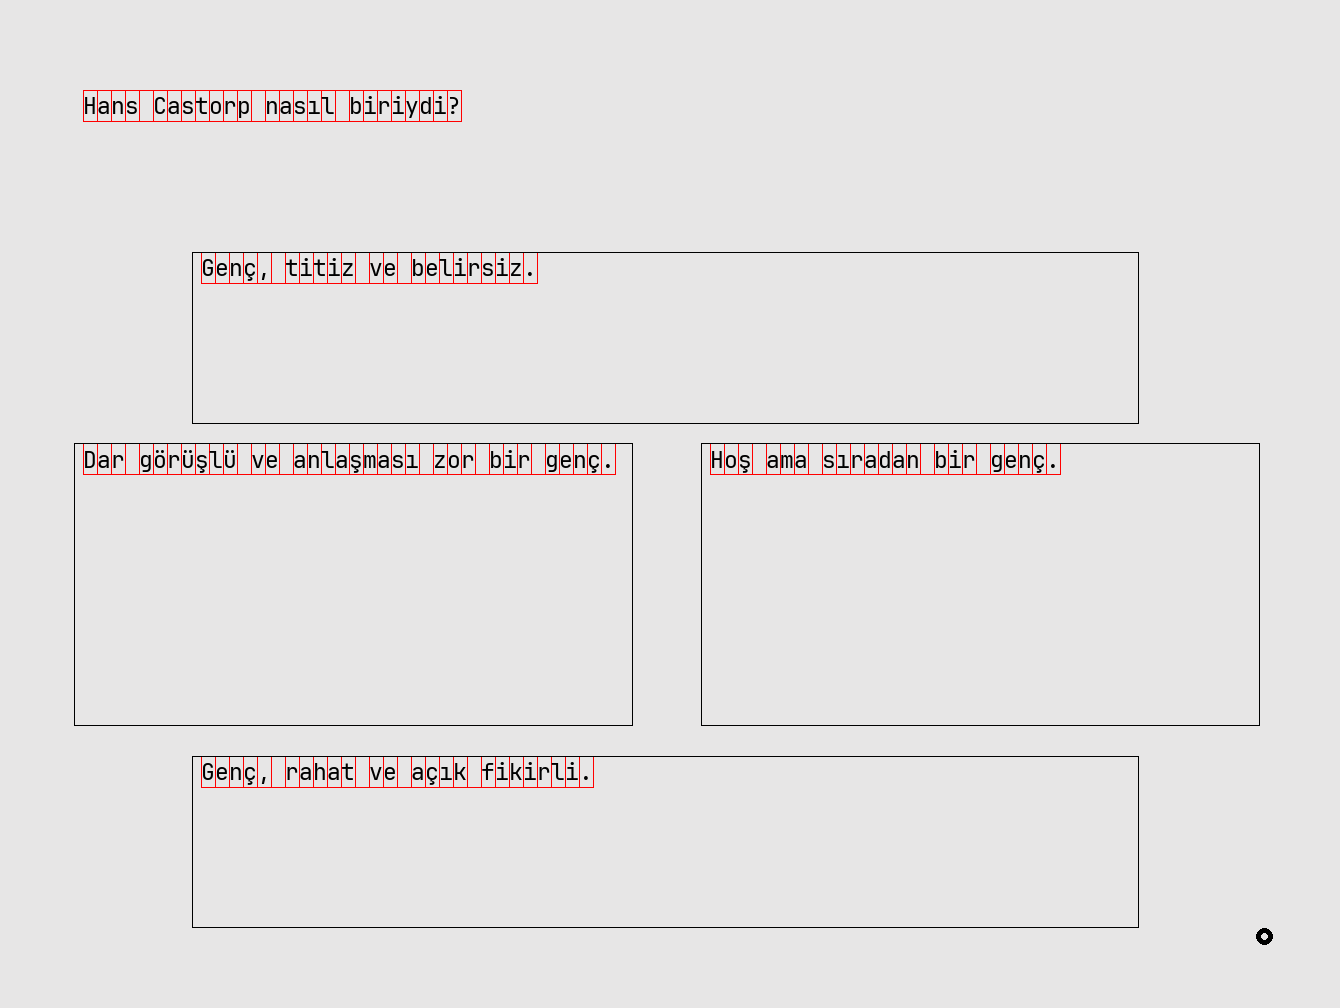 Hans Castorp nasıl biriydi?
Genç, titiz ve belirsiz.
Dar görüşlü ve anlaşması zor bir genç.
Hoş ama sıradan bir genç.
Genç, rahat ve açık fikirli.